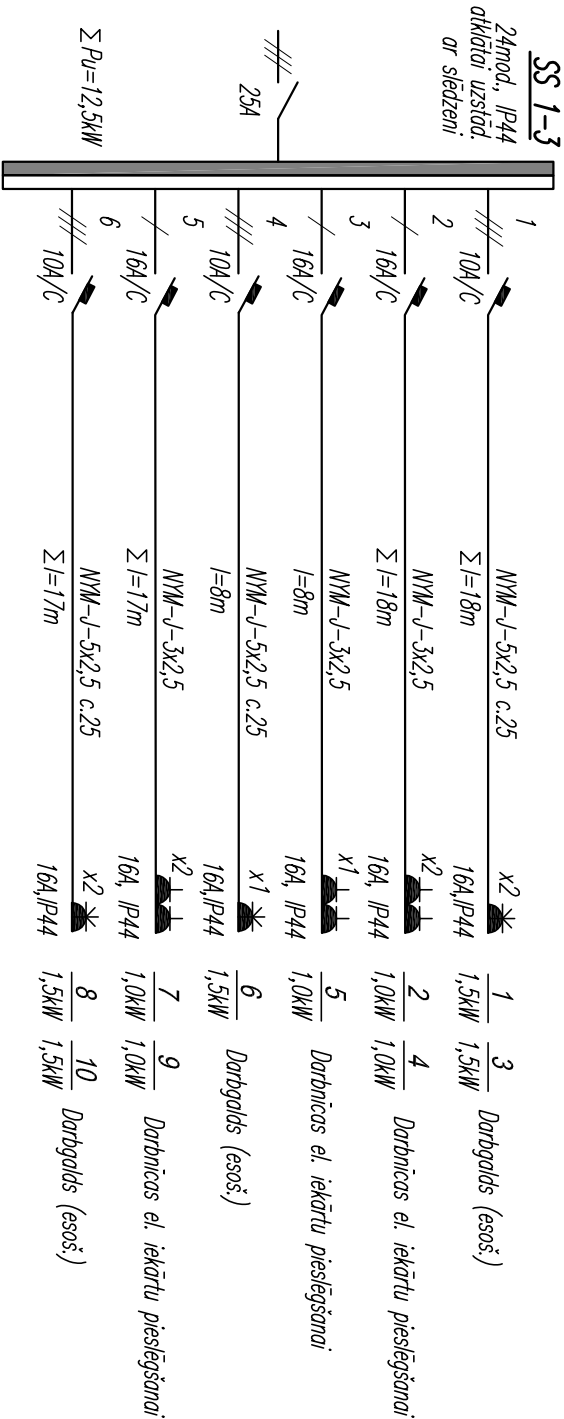 SS 1-3
24mod., IP44
atklātai uzstād.
ar slēdzeni
25A
ΣPu=12,5kW
1
10A/C
NYM-J-5x2,5 c.25
Σl=18m
x2
16A,IP44
1
1,5kW
3
1,5kW
Darbgalds (esoš.)
2
16A/C
NYM-J-3x2,5
Σl=18m
x2
16A, IP44
2
1,0kW
4
1,0kW
Darbnīcas el. iekārtu pieslēgšanai
3
16A/C
NYM-J-3x2,5
l=8m
x1
16A, IP44
5
1,0kW
Darbnīcas el. iekārtu pieslēgšanai
4
10A/C
NYM-J-5x2,5 c.25
l=8m
x1
16A,IP44
6
1,5kW
Darbgalds (esoš.)
5
16A/C
NYM-J-3x2,5
Σl=17m
x2
16A, IP44
7
1,0kW
9
1,0kW
Darbnīcas el. iekārtu pieslēgšanai
6
10A/C
NYM-J-5x2,5 c.25
Σl=17m
x2
16A,IP44
8
1,5kW
10
1,5kW
Darbgalds (esoš.)